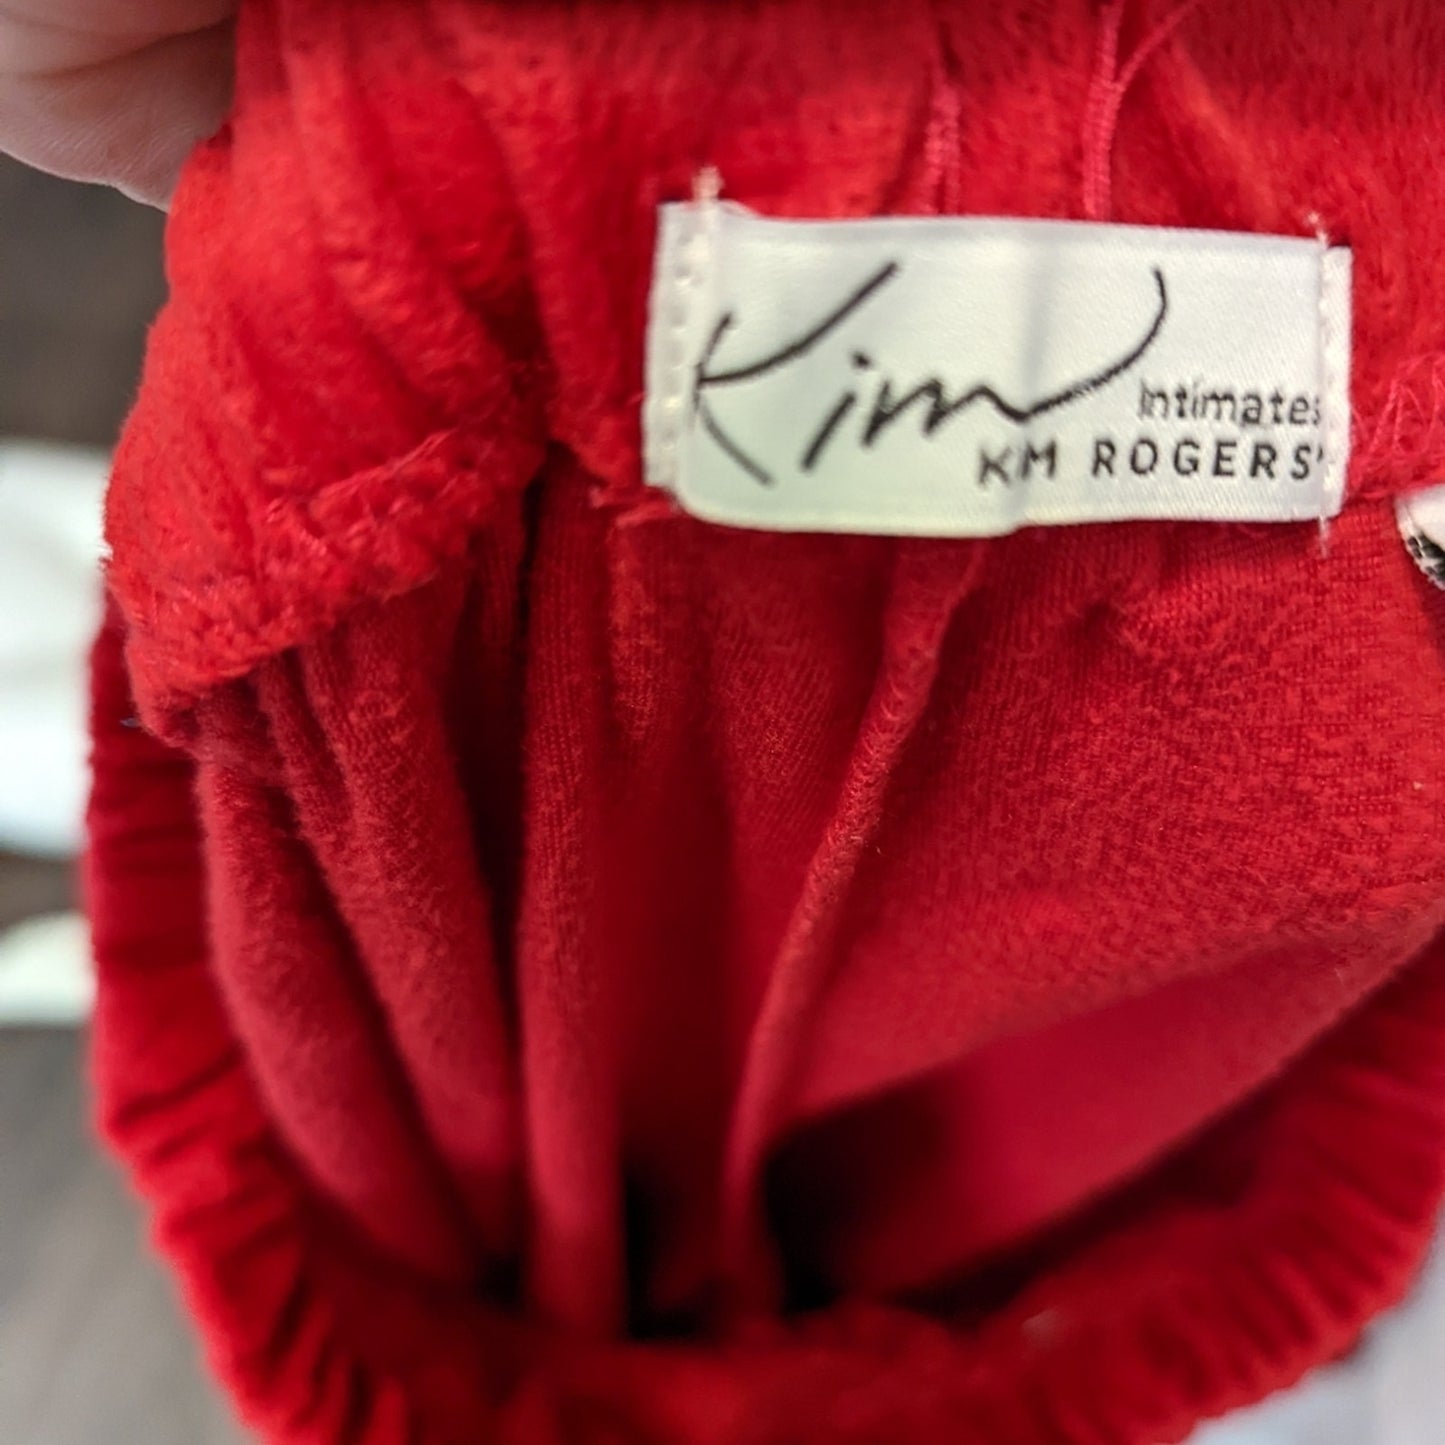 Kim
Intimates
KM ROGERS'